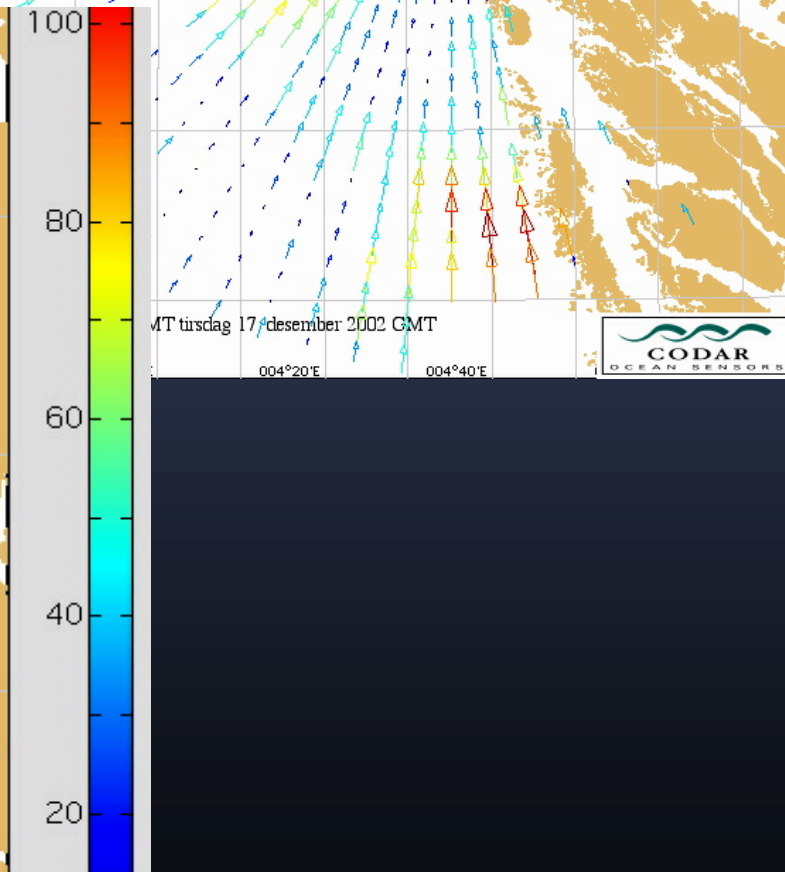 100
80
60
40
20
MT tirsdag 17. desember 2002 GMT
004°20'E
004°40'E
CODAR
OCEAN SENSORS